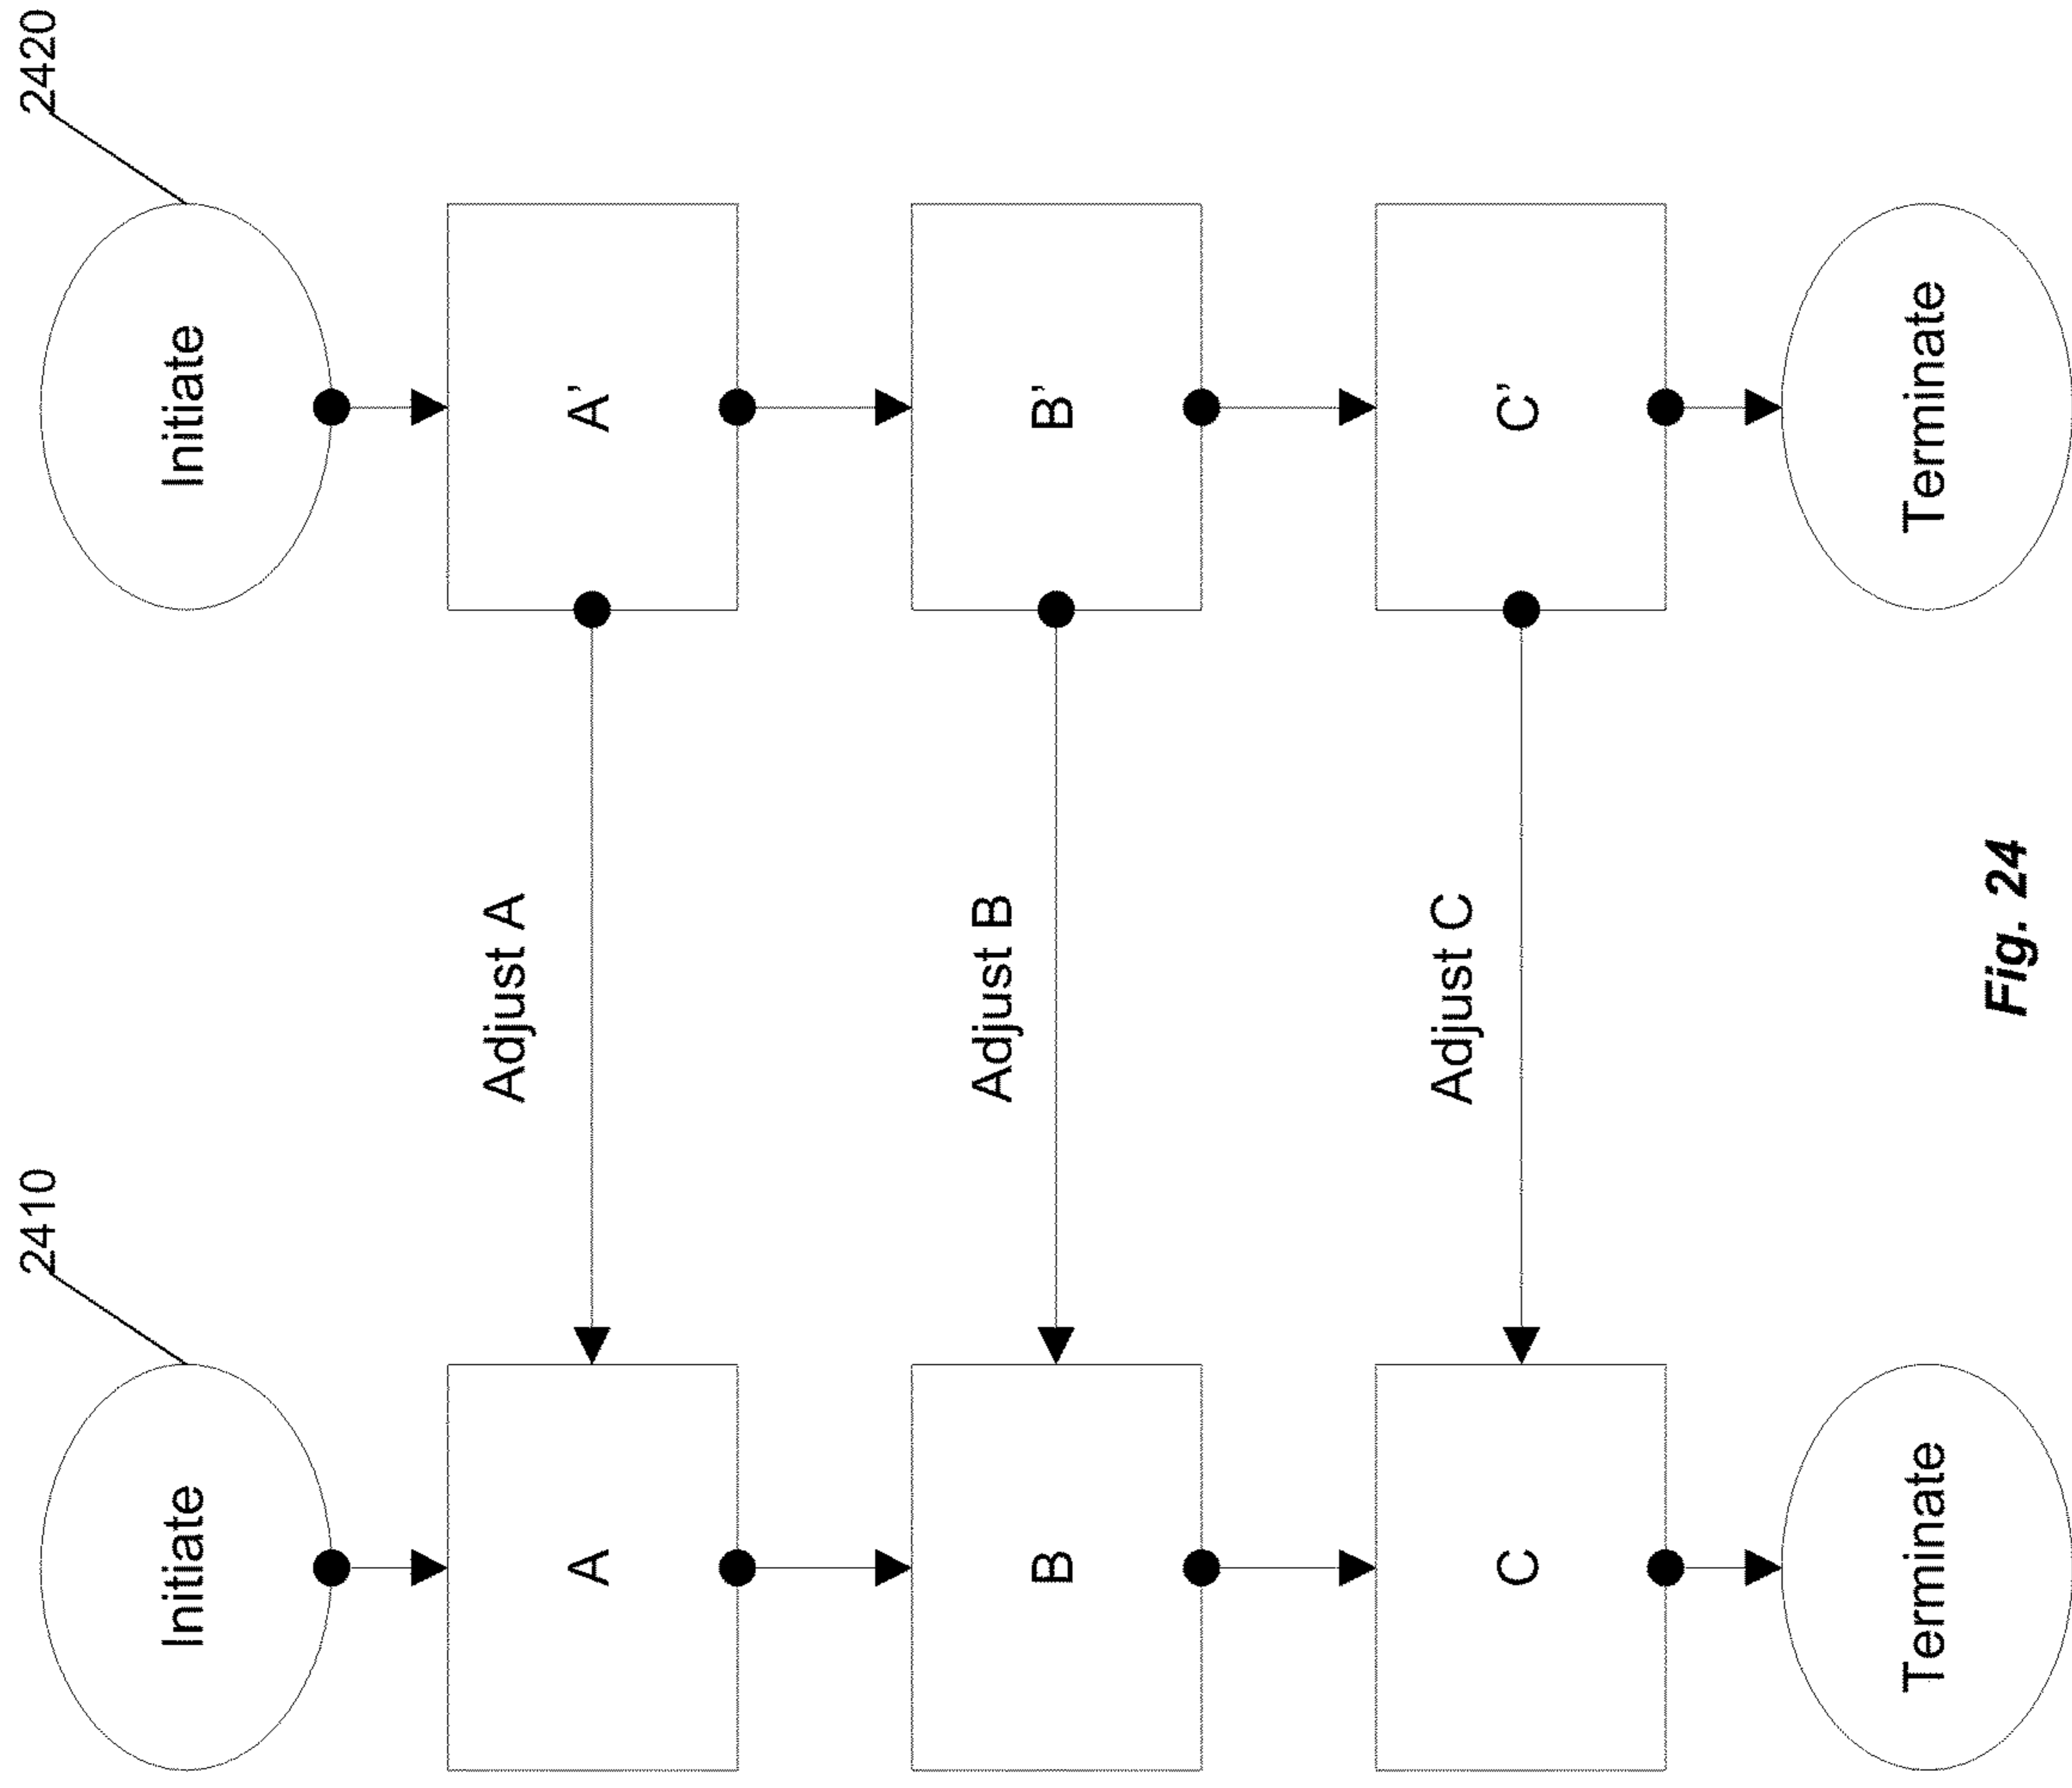 2410
2420
Initiate
Initiate
Adjust A
A
A’
Adjust B
B
B’
Adjust C
C
C’
Terminate
Terminate
Fig. 24